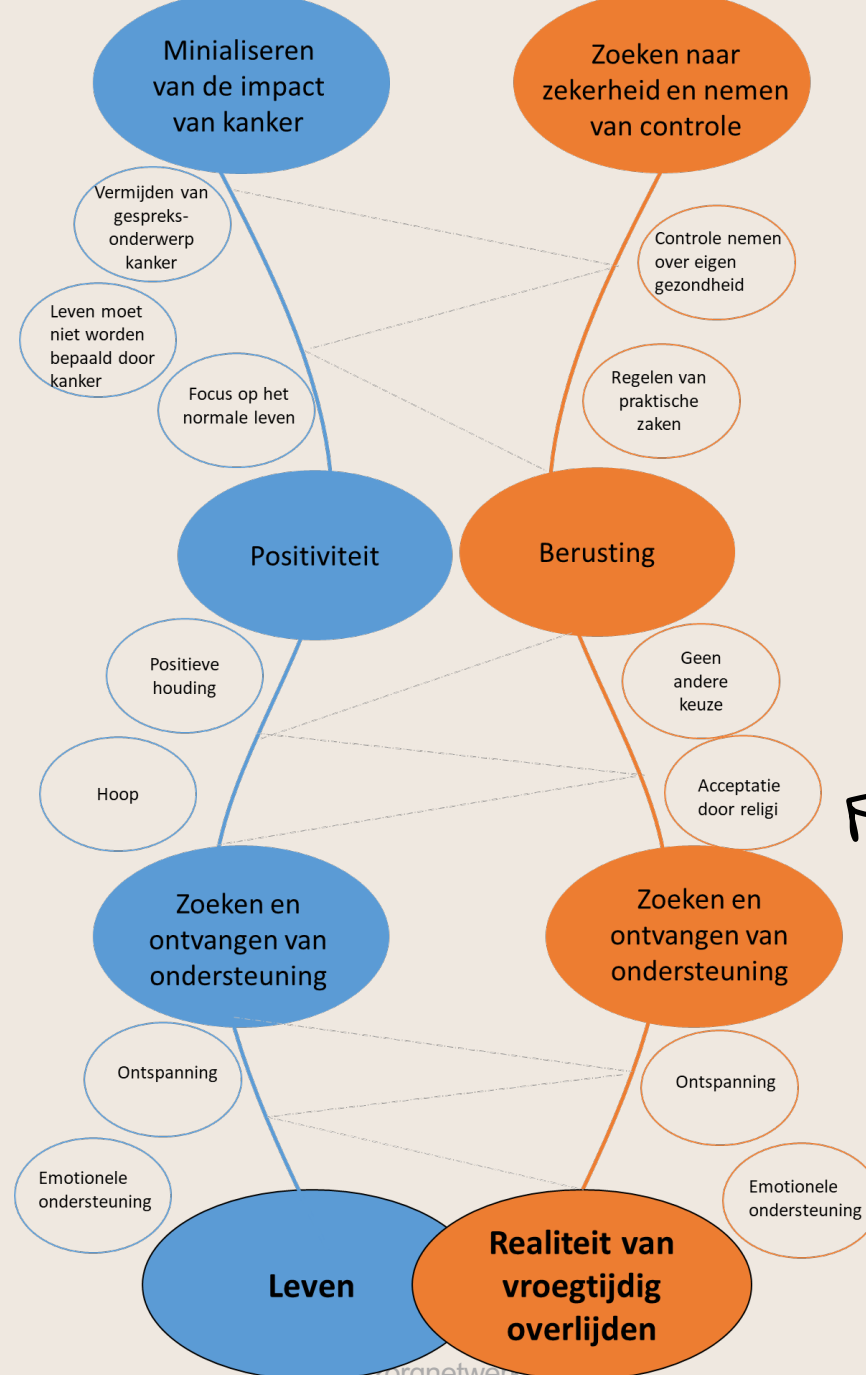 Minialiseren
van de impact
van kanker
Zoeken naar
zekerheid en nemen
van controle
Vermijden van
gespreks-
onderwerp
kanker
Controle nemen
over eigen
gezondheid
Leven moet
niet worden
bepaald door
kanker
Focus op het
normale leven
Regelen van
praktische
zaken
Positiviteit
Berusting
Positieve
houding
Geen
andere
keuze
Hoop
Acceptatie
door religi
Zoeken en
ontvangen van
ondersteuning
Zoeken en
ontvangen van
ondersteuning
Ontspanning
Ontspanning
Emotionele
ondersteuning
Emotionele
ondersteuning
Leven
Realiteit van
vroegtijdig
overlijden